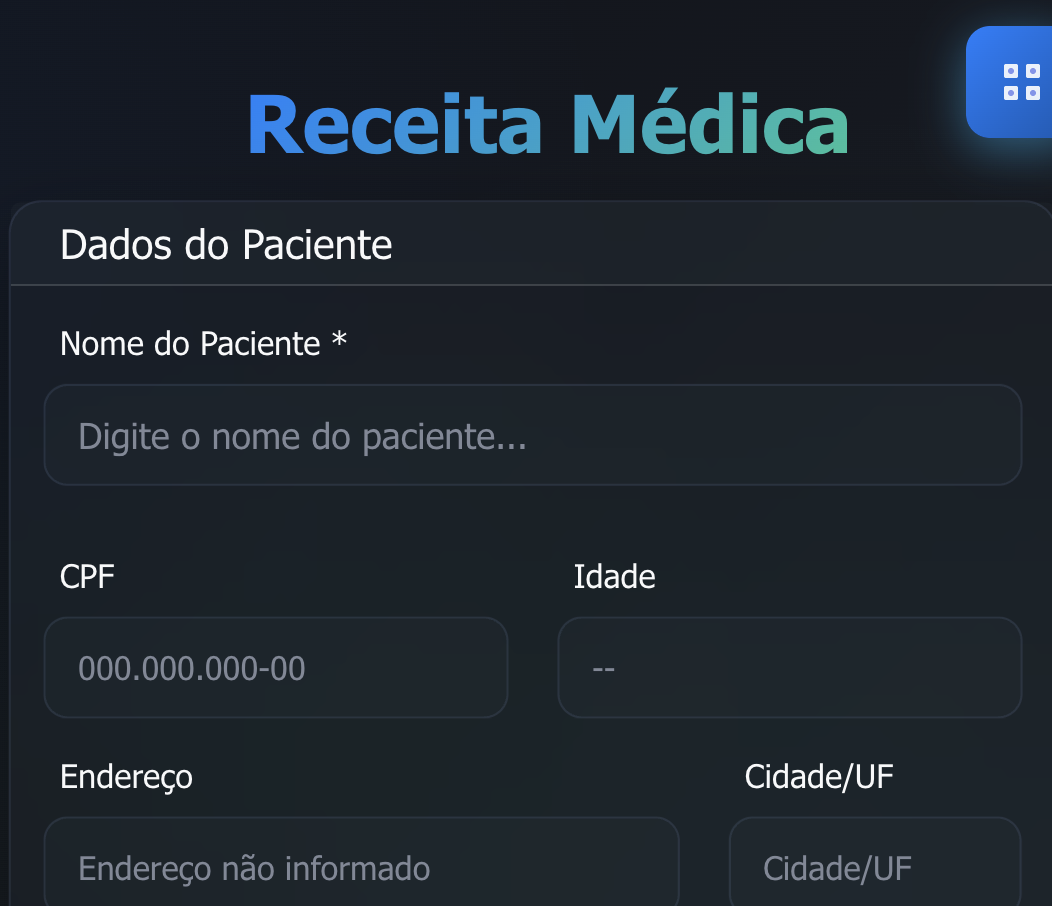 Receita Médica
Dados do Paciente
Nome do Paciente *
Digite o nome do paciente...
CPF
Idade
000.000.000-00
--
Endereço
Cidade/UF
Endereço não informado
Cidade/UF